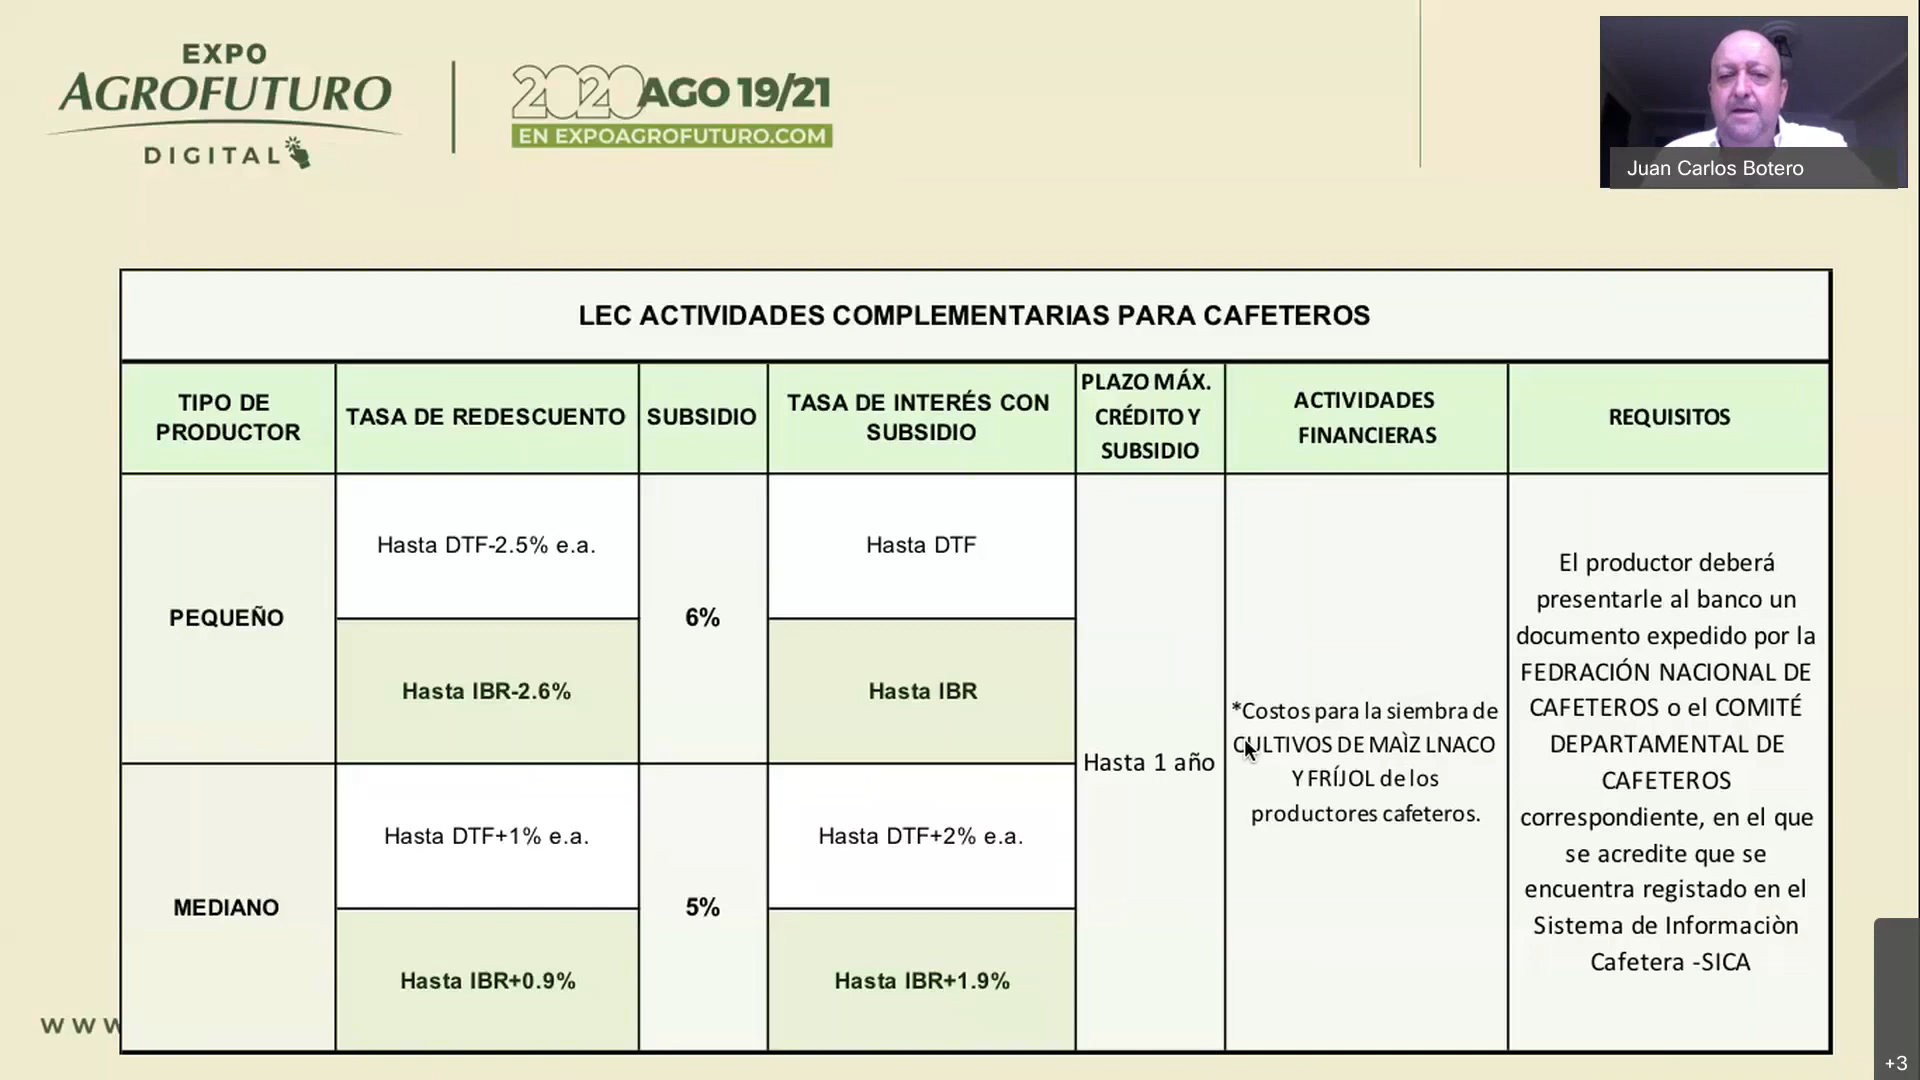 EXPO
AGROFUTURO
DIGITAL
2020 AGO 19/21
EN EXPOAGROFUTURO.COM
Juan Carlos Botero
LEC ACTIVIDADES COMPLEMENTARIAS PARA CAFETEROS
TIPO DE
PRODUCTOR
TASA DE REDESCUENTO
SUBSIDIO
TASA DE INTERÉS CON
SUBSIDIO
PLAZO MÁX.
CRÉDITO Y
SUBSIDIO
ACTIVIDADES
FINANCIERAS
REQUISITOS
PEQUEÑO
Hasta DTF-2.5% e.a.
Hasta IBR-2.6%
6%
Hasta DTF
Hasta IBR
MEDIANO
Hasta DTF+1% e.a.
Hasta IBR+0.9%
5%
Hasta DTF+2% e.a.
Hasta IBR+1.9%
Hasta 1 año
*Costos para la siembra de
CULTIVOS DE MAÌZ LNACO
Y FRÍJOL de los
productores cafeteros.
El productor deberá
presentarle al banco un
documento expedido por la
FEDRACIÓN NACIONAL DE
CAFETEROS o el COMITÉ
DEPARTAMENTAL DE
CAFETEROS
correspondiente, en el que
se acredite que se
encuentra registado en el
Sistema de Informaciòn
Cafetera -SICA
www
+3